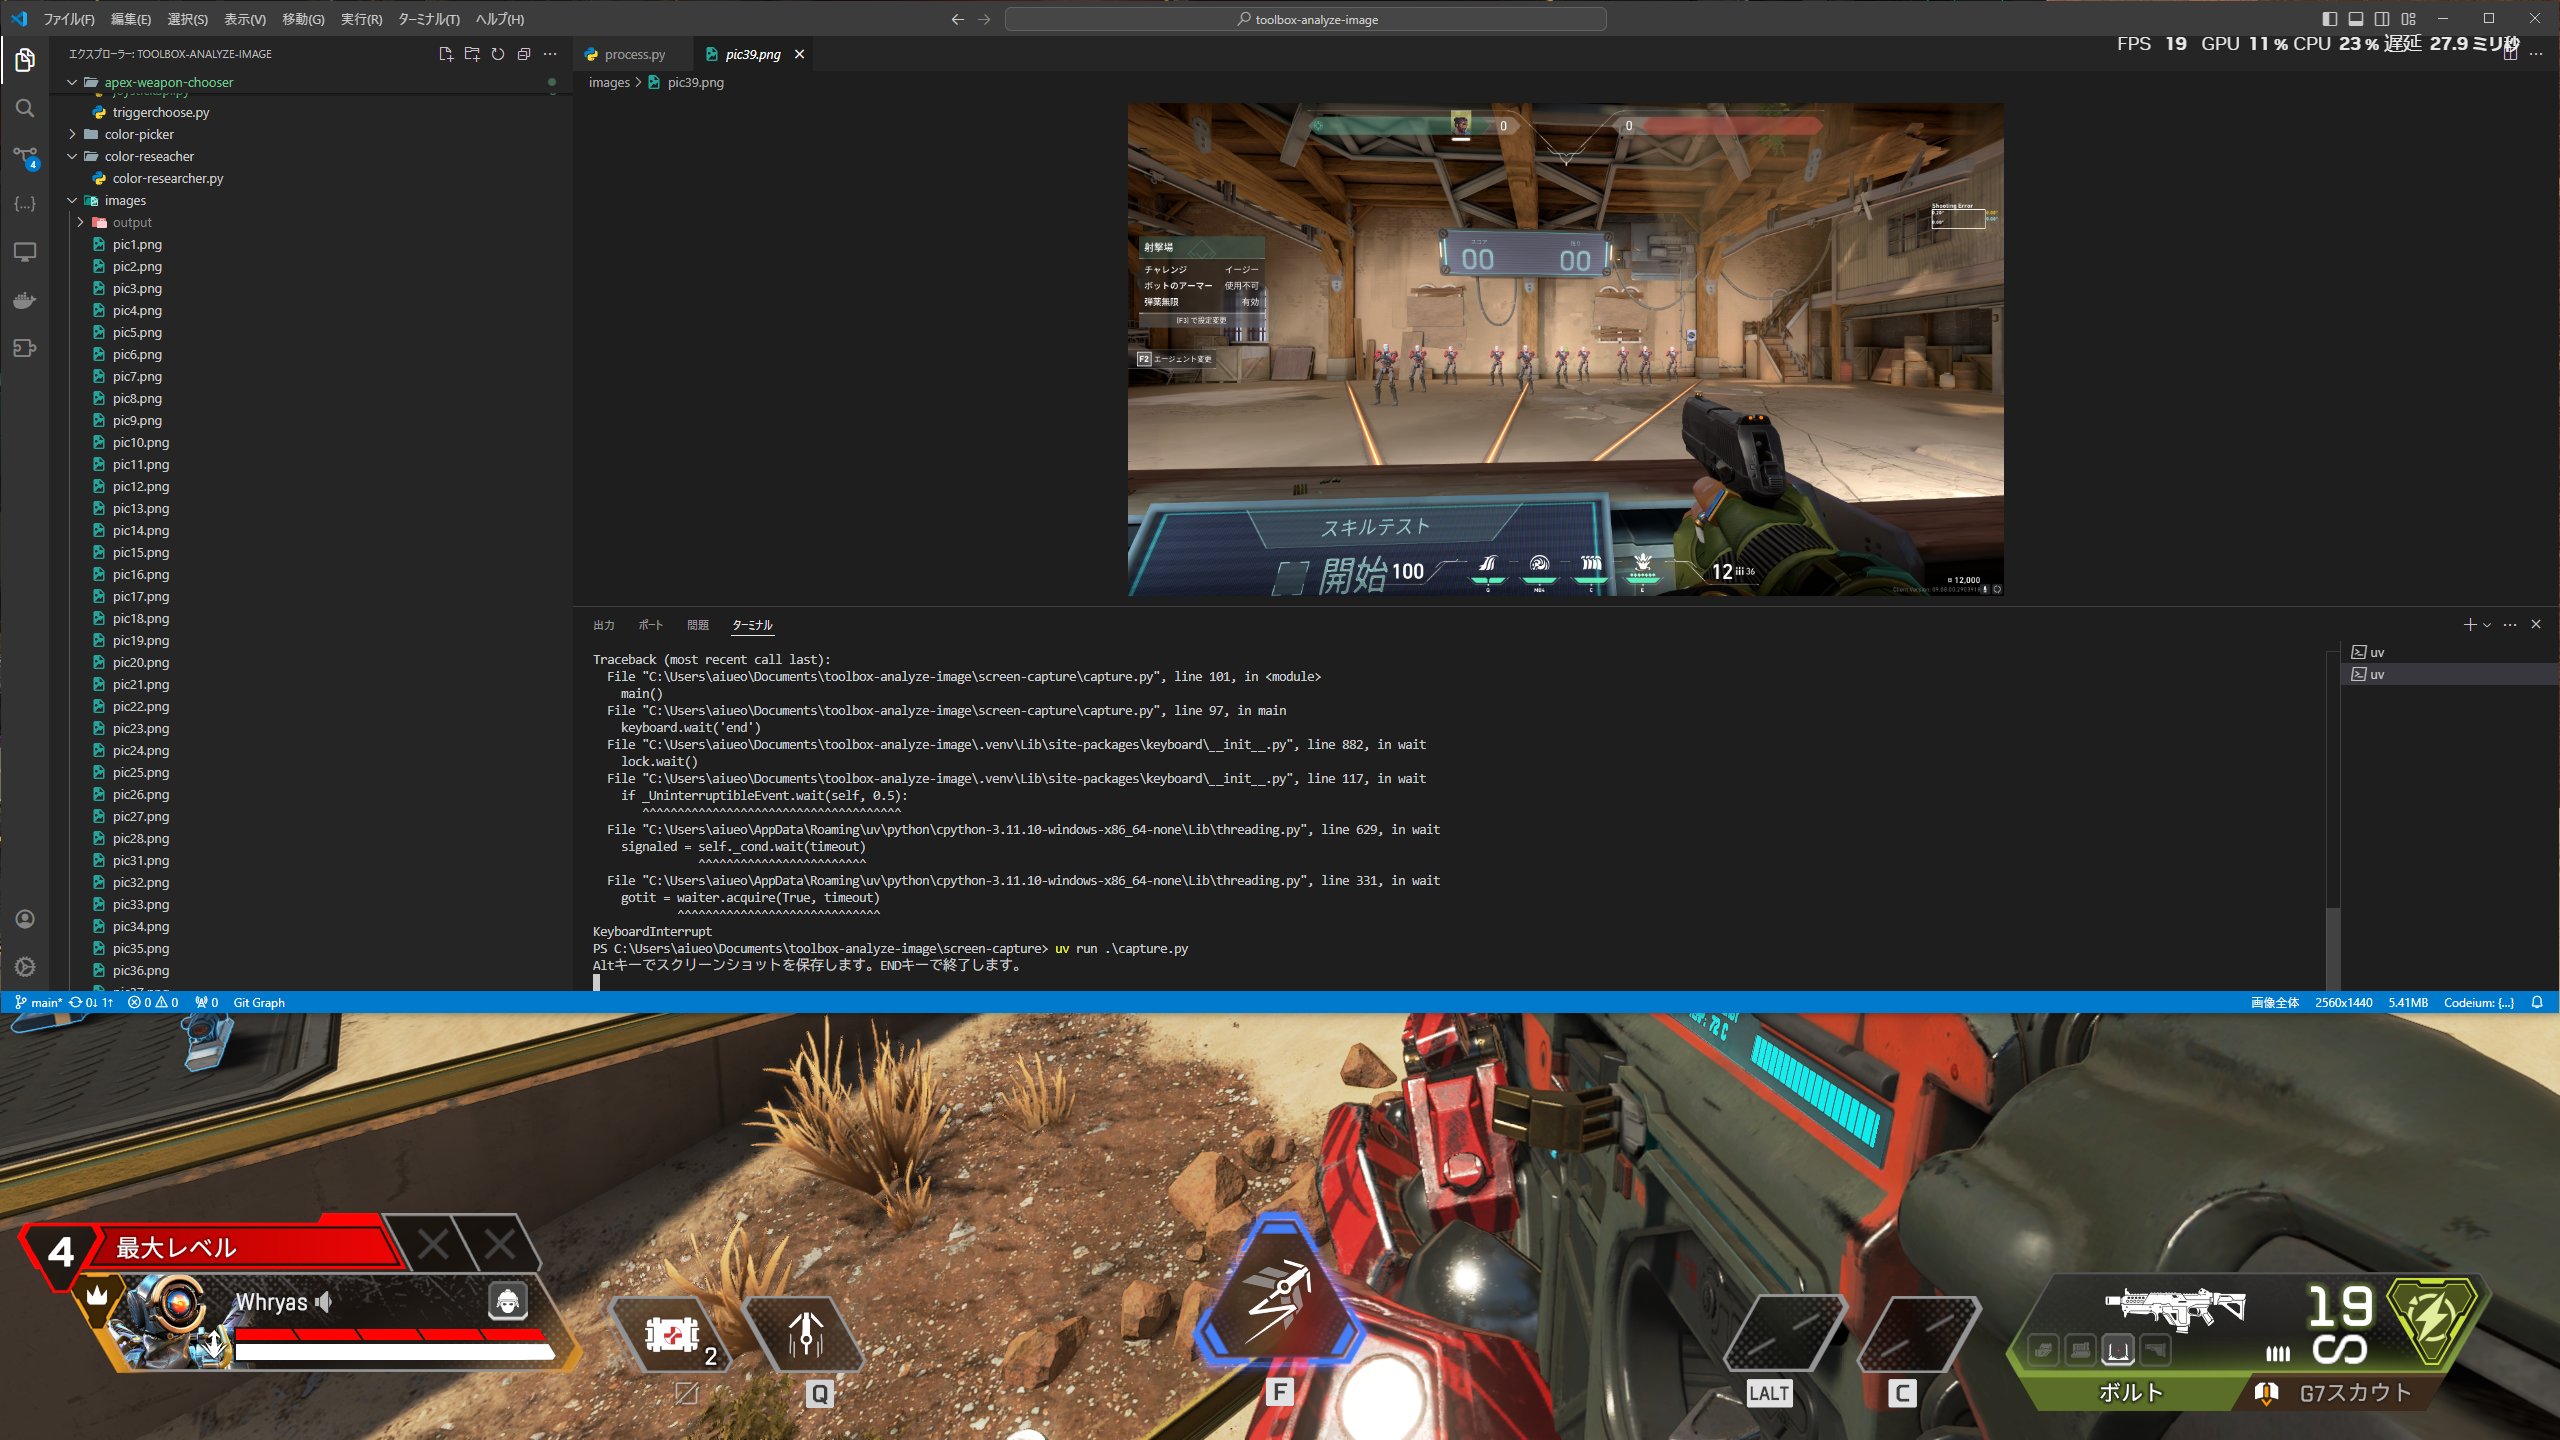 ファイル(F) 編集(E) 選択(S) 表示(V) 移動(G) 実行(R) ターミナル(T) ヘルプ(H)
toolbox-analyze-image
FPS 19 GPU 11 % CPU 23 % 遅延 27.9 ミリ秒
エクスプローラー: TOOLBOX-ANALYZE-IMAGE
process.py
pic39.png
images > pic39.png
apex-weapon-chooser
triggerchoose.py
color-picker
color-reseacher
color-researcher.py
images
output
pic1.png
pic2.png
pic3.png
pic4.png
pic5.png
pic6.png
pic7.png
pic8.png
pic9.png
pic10.png
pic11.png
pic12.png
pic13.png
pic14.png
pic15.png
pic16.png
pic17.png
pic18.png
pic19.png
pic20.png
pic21.png
pic22.png
pic23.png
pic24.png
pic25.png
pic26.png
pic27.png
pic28.png
pic31.png
pic32.png
pic33.png
pic34.png
pic35.png
pic36.png
4
0 0
Shooting Error
射撃場
チャレンジ イージー
ボットのアーマー 使用不可
弾薬無限 有効
[F3] で設定変更
F2 エージェント変更
スコア
00 00
スキルテスト
開始
100
12 36
12,000
出力 ポート 問題 ターミナル
uv
uv
Traceback (most recent call last):
File "C:\Users\aiueo\Documents\toolbox-analyze-image\screen-capture\capture.py", line 101, in <module>
main()
File "C:\Users\aiueo\Documents\toolbox-analyze-image\screen-capture\capture.py", line 97, in main
keyboard.wait('end')
File "C:\Users\aiueo\Documents\toolbox-analyze-image\.venv\Lib\site-packages\keyboard\__init__.py", line 882, in wait
lock.wait()
File "C:\Users\aiueo\Documents\toolbox-analyze-image\.venv\Lib\site-packages\keyboard\__init__.py", line 117, in wait
if _UninterruptibleEvent.wait(self, 0.5):
^^^^^^^^^^^^^^^^^^^^^^^^^^^^^^^^^^^^^
File "C:\Users\aiueo\AppData\Roaming\uv\python\cpython-3.11.10-windows-x86_64-none\Lib\threading.py", line 629, in wait
signaled = self._cond.wait(timeout)
^^^^^^^^^^^^^^^^^^^^^^^^
File "C:\Users\aiueo\AppData\Roaming\uv\python\cpython-3.11.10-windows-x86_64-none\Lib\threading.py", line 331, in wait
gotit = waiter.acquire(True, timeout)
^^^^^^^^^^^^^^^^^^^^^^^^^^^^^
KeyboardInterrupt
PS C:\Users\aiueo\Documents\toolbox-analyze-image\screen-capture> uv run .\capture.py
Altキーでスクリーンショットを保存します。ENDキーで終了します。
main* 0↓ 1↑ 0 0 0 Git Graph
画像全体 2560x1440 5.41MB Codeium: {...}
72 C
4 最大レベル
Whryas
2
Q
F
LALT
C
19
ボルト
G7スカウト